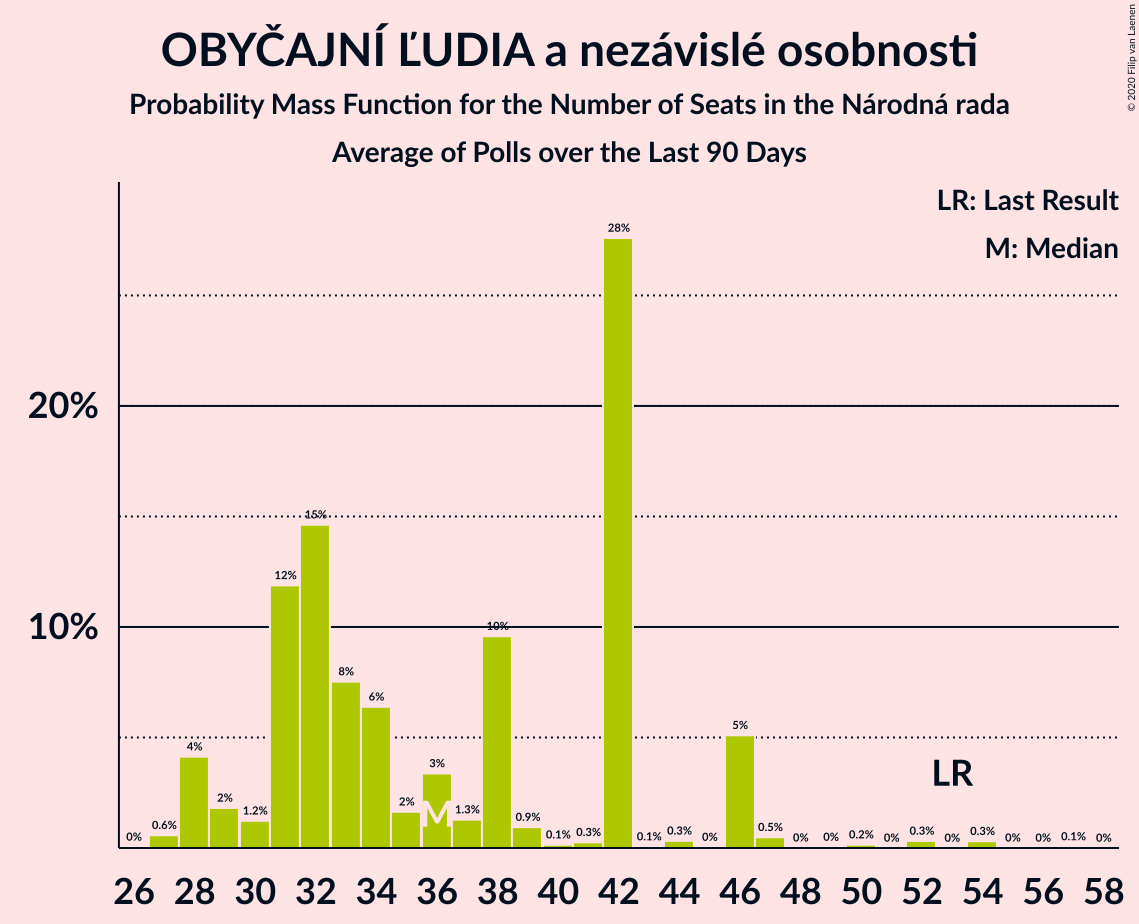 OBYČAJNÍ ĽUDIA a nezávislé osobnosti
Probability Mass Function for the Number of Seats in the Národná rada
Average of Polls over the Last 90 Days
© 2020 Filip van Laenen
LR: Last Result
M: Median
20%
10%
0% 0.6% 4% 2% 1.2% 12% 15% 8% 6% 2% 3% 1.3% 10% 0.9% 0.1% 0.3% 28% 0.1% 0.3% 0% 5% 0.5% 0% 0% 0.2% 0% 0.3% 0% 0.3% 0% 0% 0.1% 0%
M
LR
26 28 30 32 34 36 38 40 42 44 46 48 50 52 54 56 58